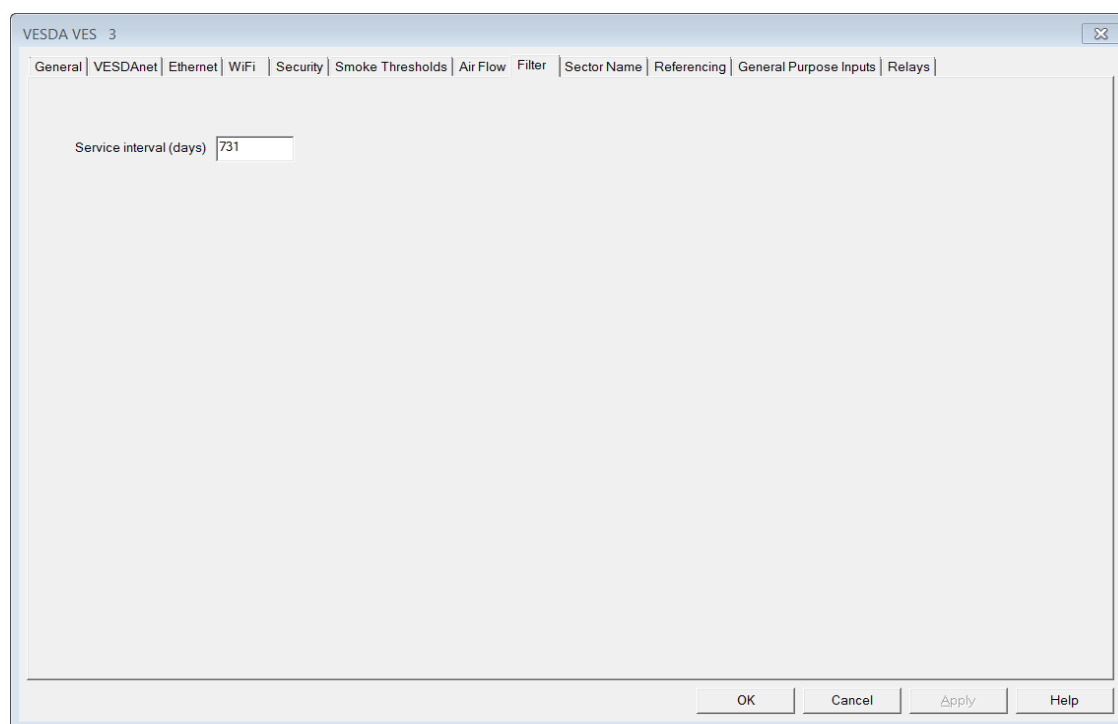 VESDA VES 3
General VESDAnet Ethernet WiFi Security Smoke Thresholds Air Flow Filter Sector Name Referencing General Purpose Inputs Relays
Service interval (days) 731
OK Cancel Apply Help